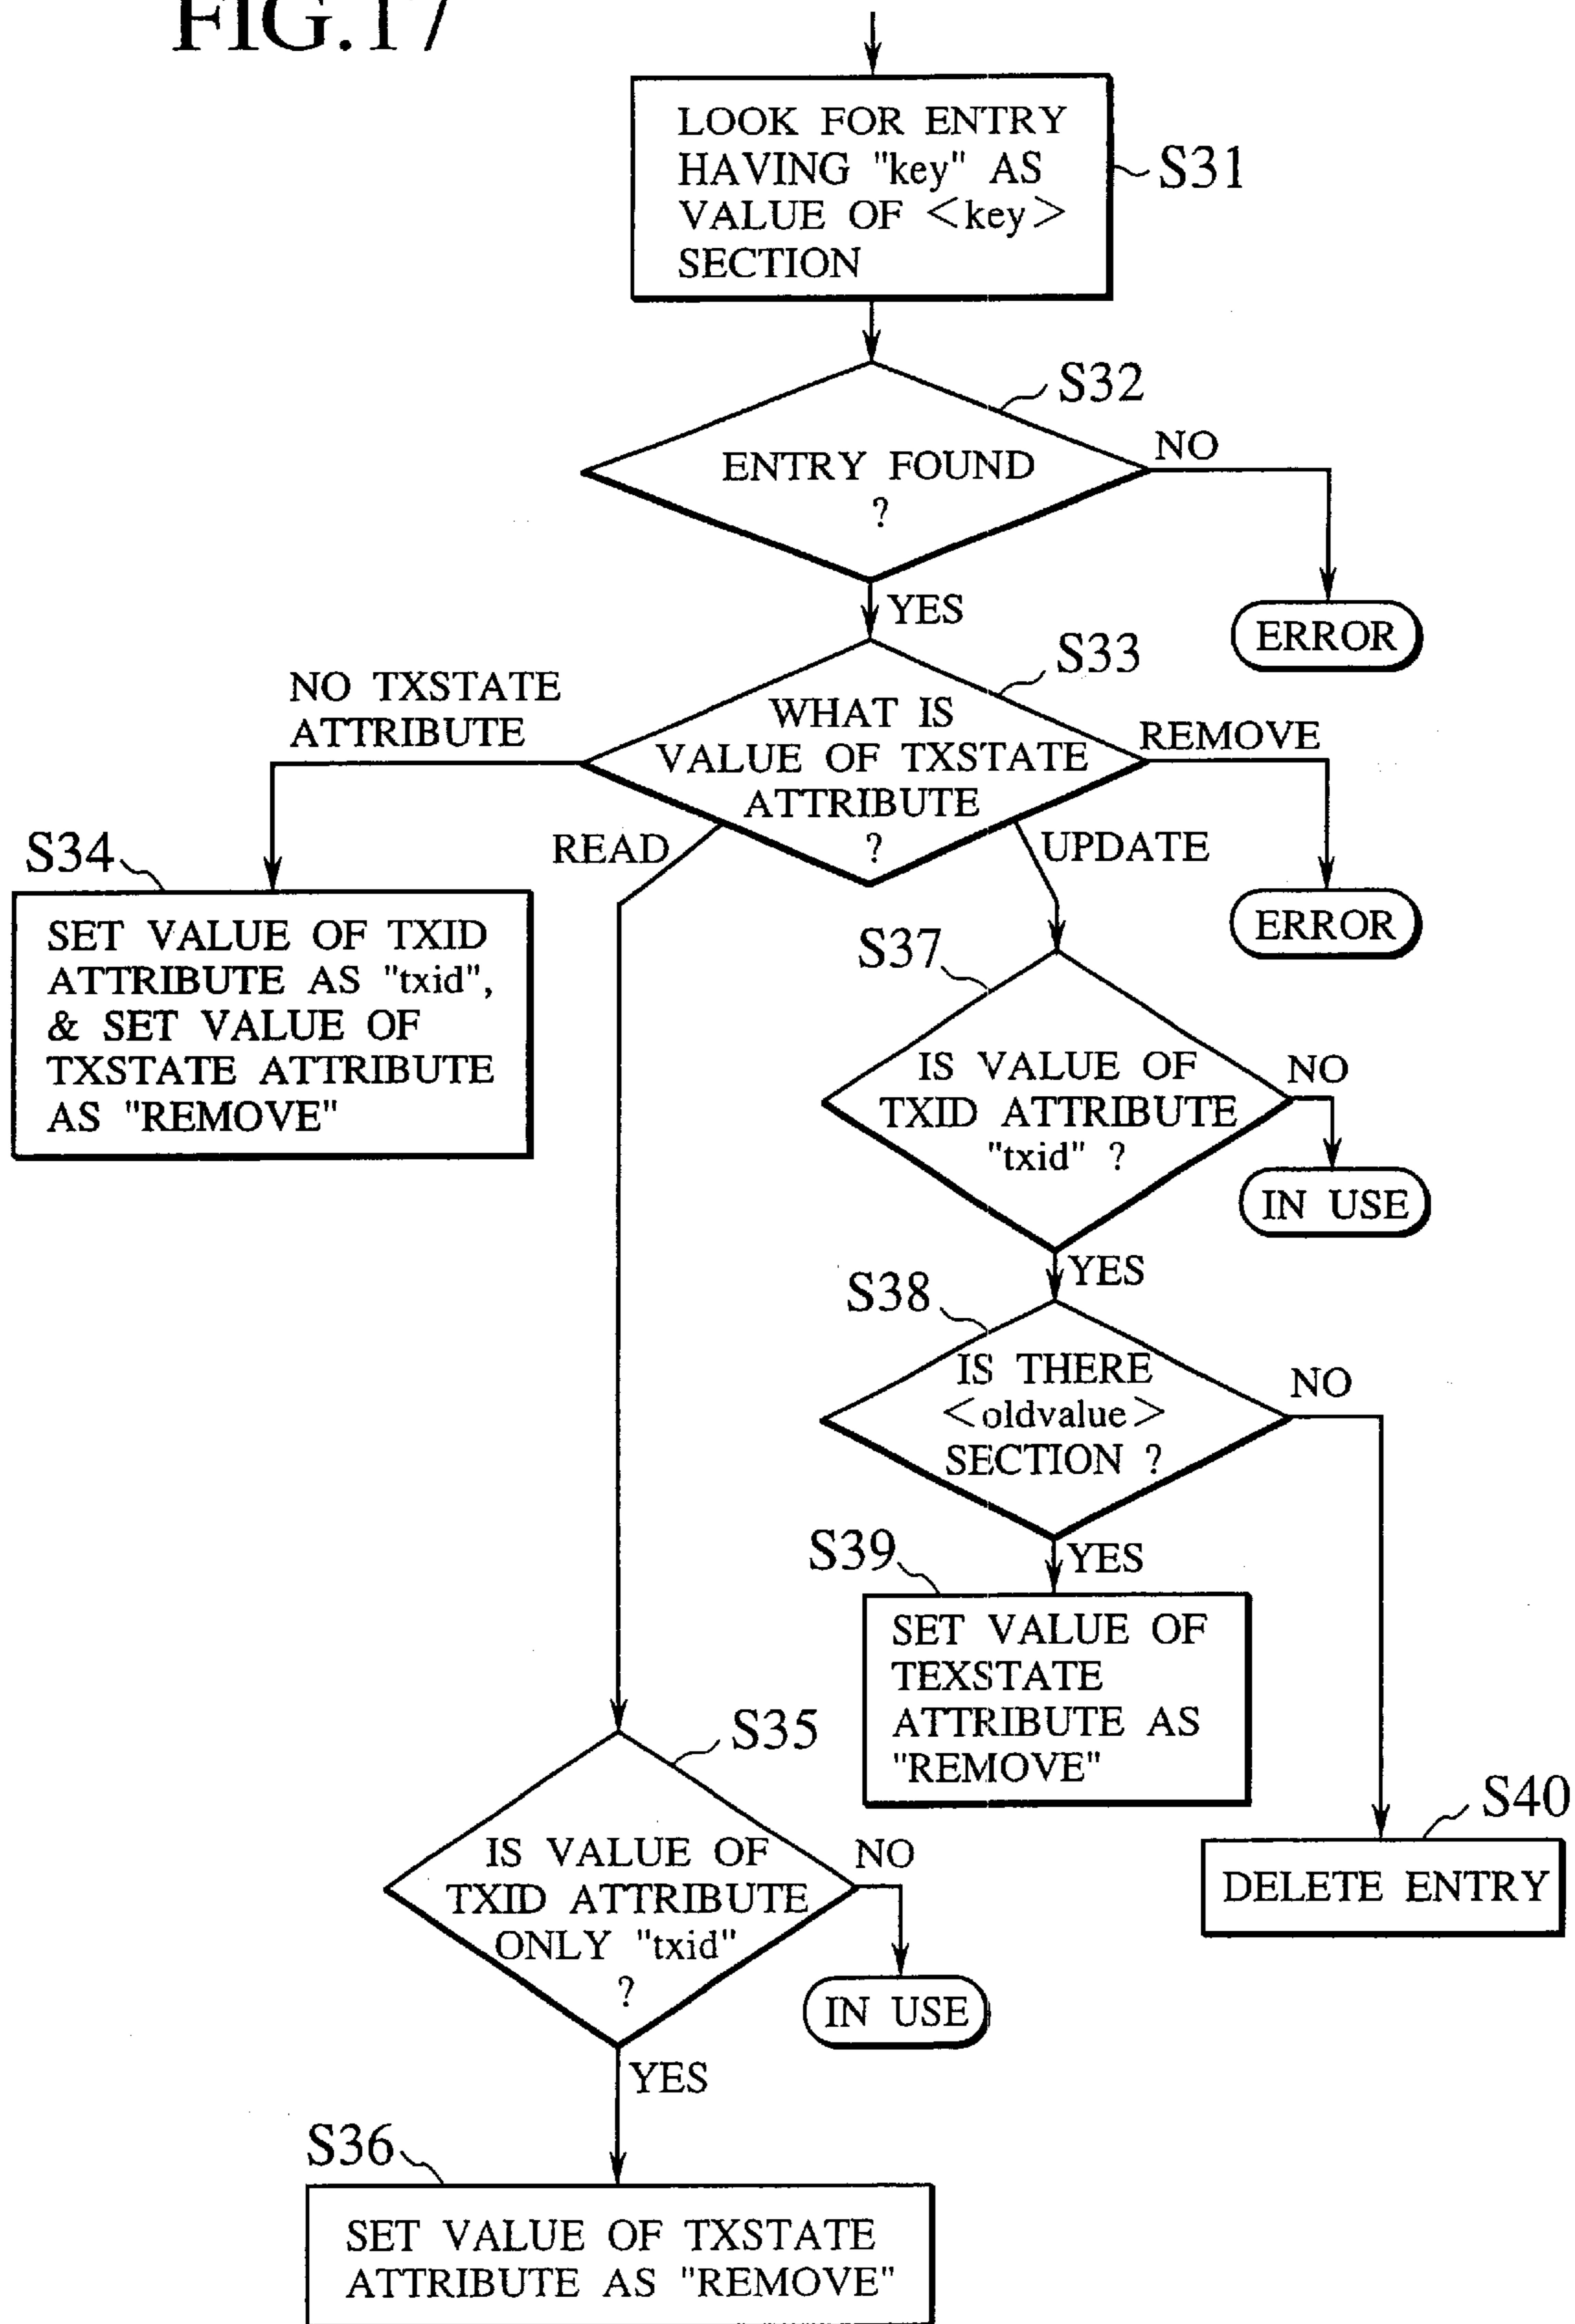 FIG.17
LOOK FOR ENTRY
HAVING "key" AS
VALUE OF <key>
SECTION
S31
S32
ENTRY FOUND
?
NO
YES
ERROR
S33
NO TXSTATE
ATTRIBUTE
WHAT IS
VALUE OF TXSTATE
ATTRIBUTE
?
REMOVE
READ
UPDATE
ERROR
S34
SET VALUE OF TXID
ATTRIBUTE AS "txid",
& SET VALUE OF
TXSTATE ATTRIBUTE
AS "REMOVE"
S37
IS VALUE OF
TXID ATTRIBUTE
"txid" ?
NO
IN USE
YES
S38
IS THERE
<oldvalue>
SECTION ?
NO
YES
S39
SET VALUE OF
TEXSTATE
ATTRIBUTE AS
"REMOVE"
S40
DELETE ENTRY
S35
IS VALUE OF
TXID ATTRIBUTE
ONLY "txid"
?
NO
IN USE
YES
S36
SET VALUE OF TXSTATE
ATTRIBUTE AS "REMOVE"